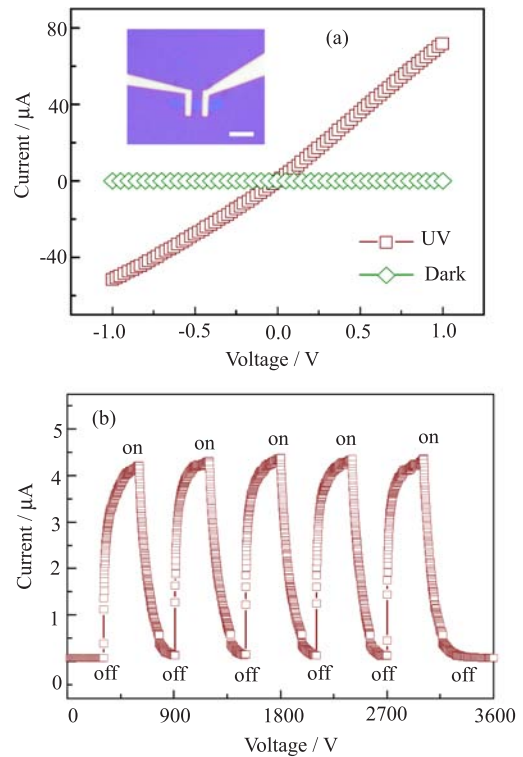 80
(a)
40
Current / μA
0
UV
-40
Dark
-1.0 -0.5 0.0 0.5 1.0
Voltage / V
(b)
5
on on on on on
4
3
Current / μA
2
1
0
off off off off off off
0 900 1800 2700 3600
Voltage / V